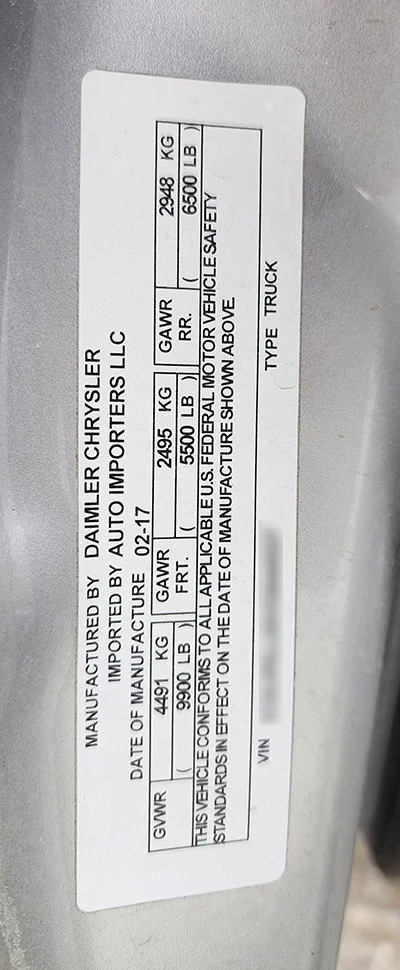 MANUFACTURED BY DAIMLER CHRYSLER
IMPORTED BY AUTO IMPORTERS LLC
DATE OF MANUFACTURE 02-17
GVWR 4491 KG GAWR 2495 KG GAWR 2948 KG
( 9900 LB ) FRT. ( 5500 LB ) RR. ( 6500 LB )
THIS VEHICLE CONFORMS TO ALL APPLICABLE U.S. FEDERAL MOTOR VEHICLE SAFETY
STANDARDS IN EFFECT ON THE DATE OF MANUFACTURE SHOWN ABOVE.
VIN TYPE TRUCK